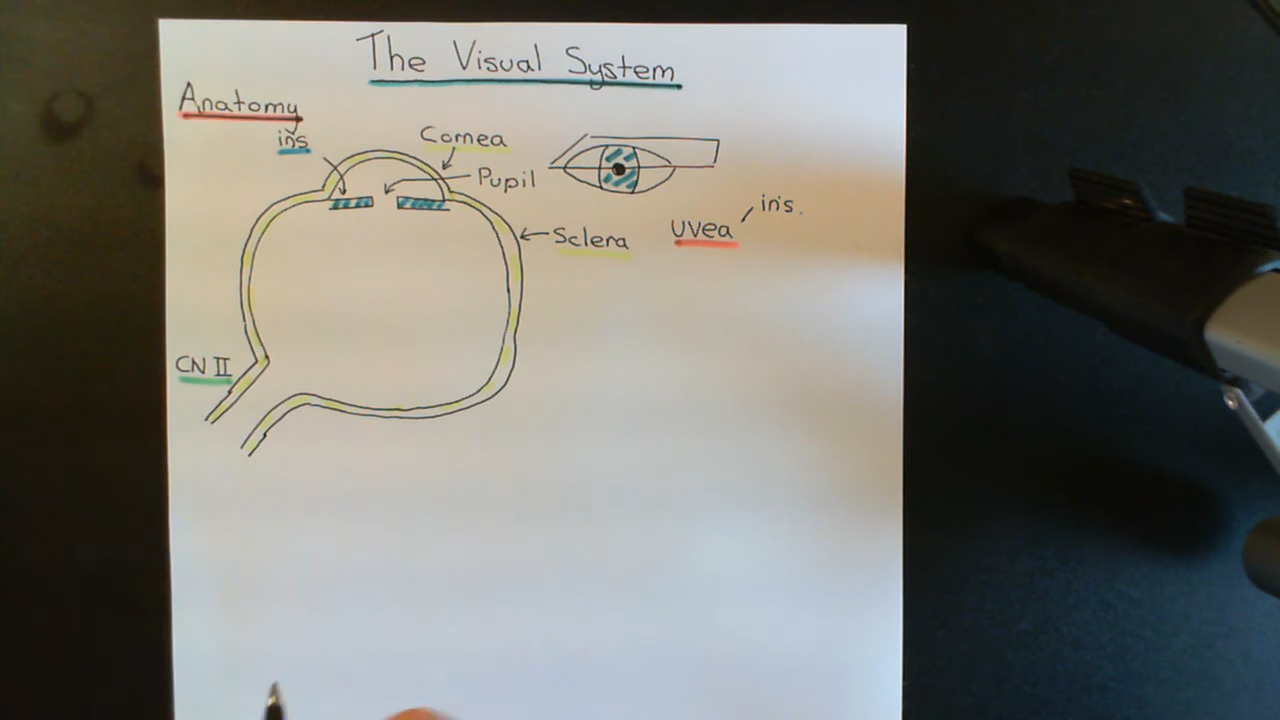 The Visual System
Anatomy
iris
Cornea
Pupil
iris.
Uvea
Sclera
CN II